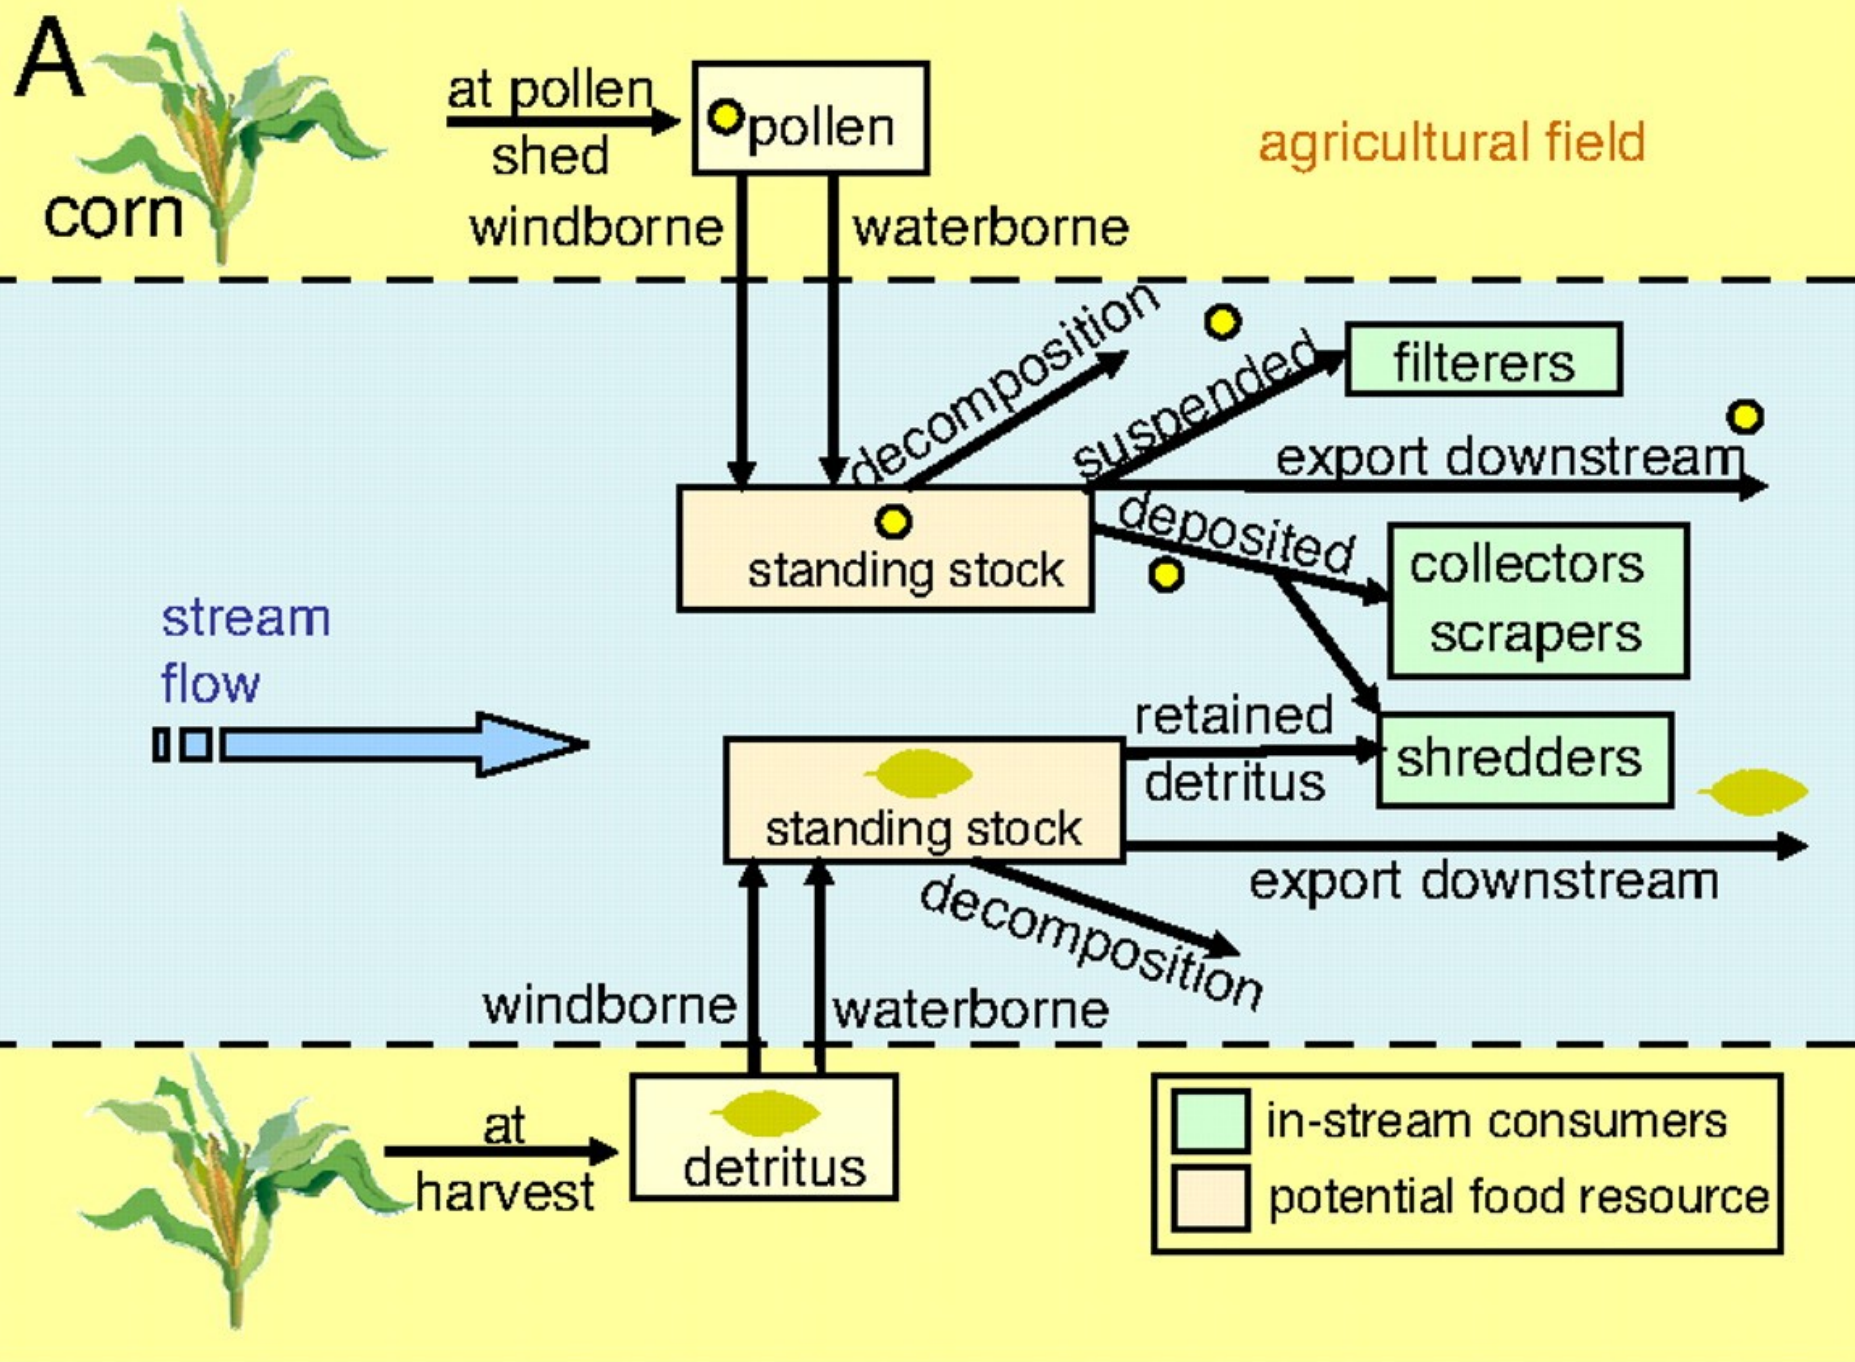 A
corn
at pollen
shed
pollen
agricultural field
windborne
waterborne
decomposition
suspended
filterers
export downstream
standing stock
deposited
collectors
scrapers
stream
flow
retained
detritus
shredders
standing stock
export downstream
decomposition
windborne
waterborne
at
harvest
detritus
in-stream consumers
potential food resource